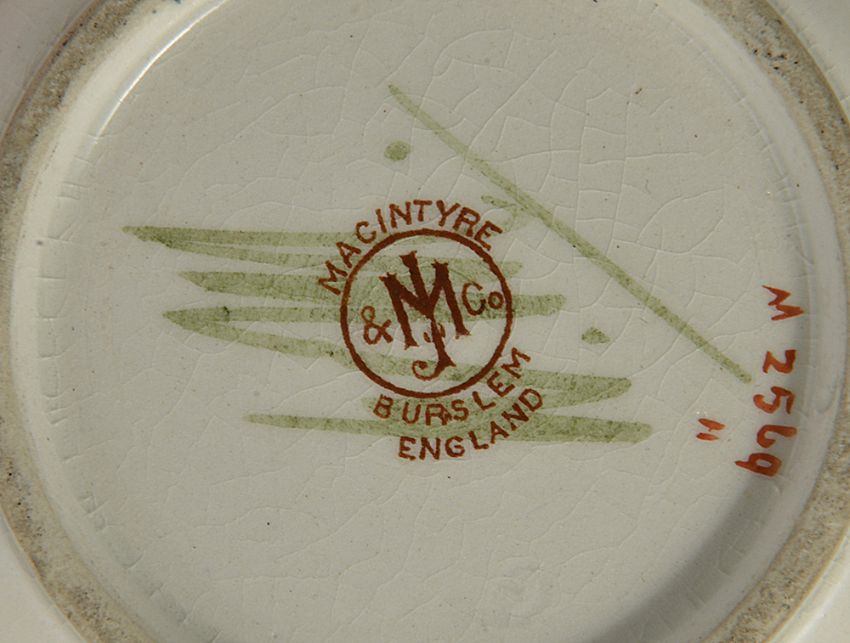 MACINTYRE
& JM Co
BURSLEM
ENGLAND
M 2569
"